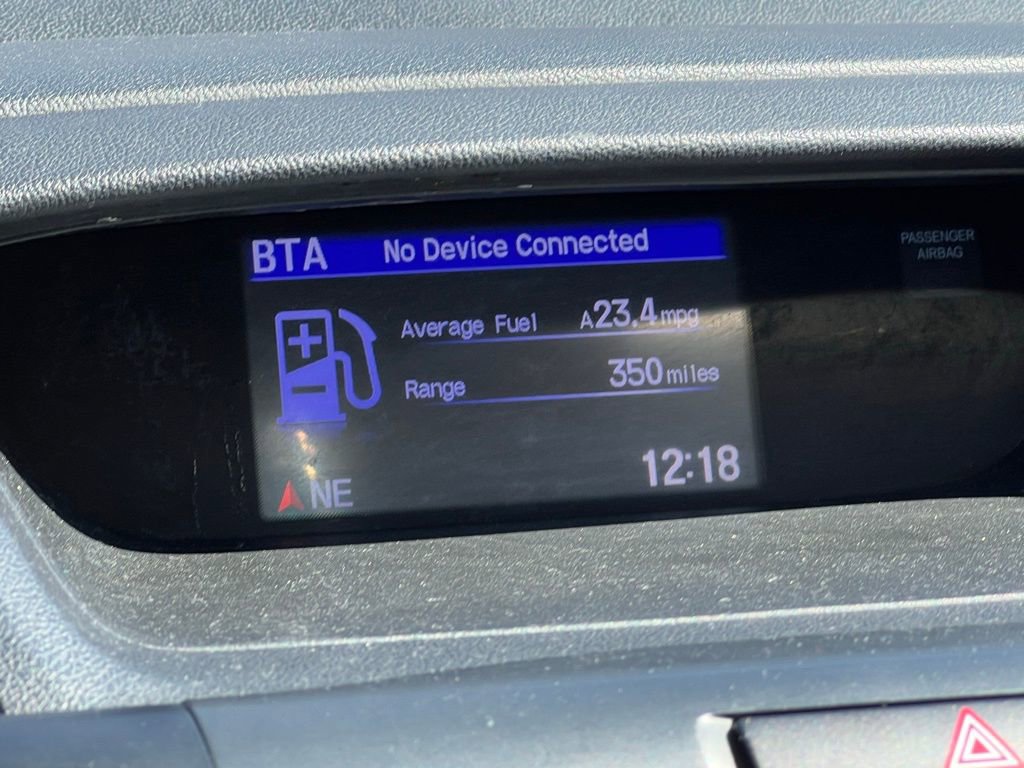 BTA No Device Connected
PASSENGER
AIRBAG
Average Fuel A23.4mpg
Range 350miles
NE 12:18